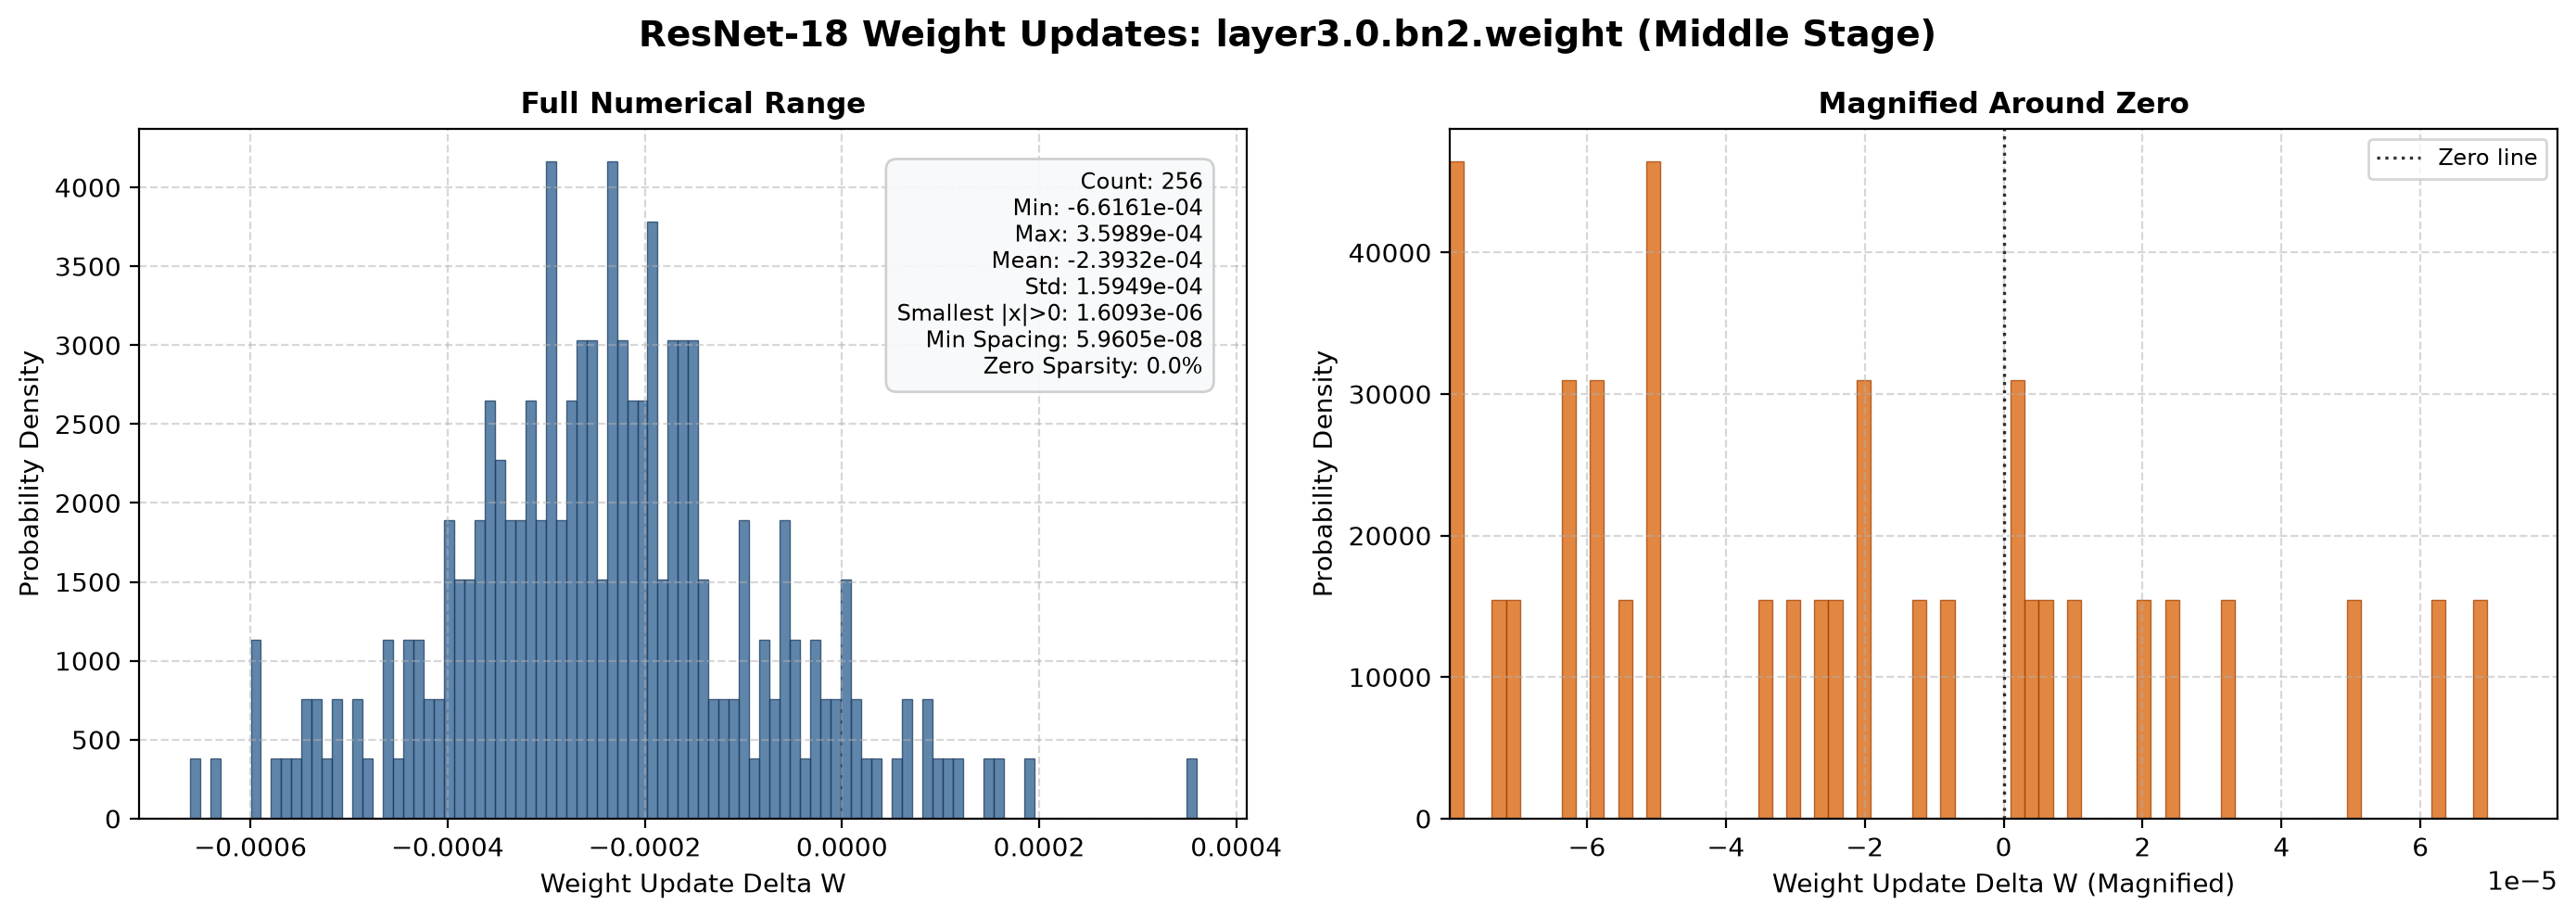 ResNet-18 Weight Updates: layer3.0.bn2.weight (Middle Stage)
Full Numerical Range
Probability Density
4000
3500
3000
2500
2000
1500
1000
500
0
Count: 256
Min: -6.6161e-04
Max: 3.5989e-04
Mean: -2.3932e-04
Std: 1.5949e-04
Smallest |x|>0: 1.6093e-06
Min Spacing: 5.9605e-08
Zero Sparsity: 0.0%
−0.0006 −0.0004 −0.0002 0.0000 0.0002 0.0004
Weight Update Delta W
Magnified Around Zero
Probability Density
40000
30000
20000
10000
0
Zero line
−6 −4 −2 0 2 4 6
1e−5
Weight Update Delta W (Magnified)